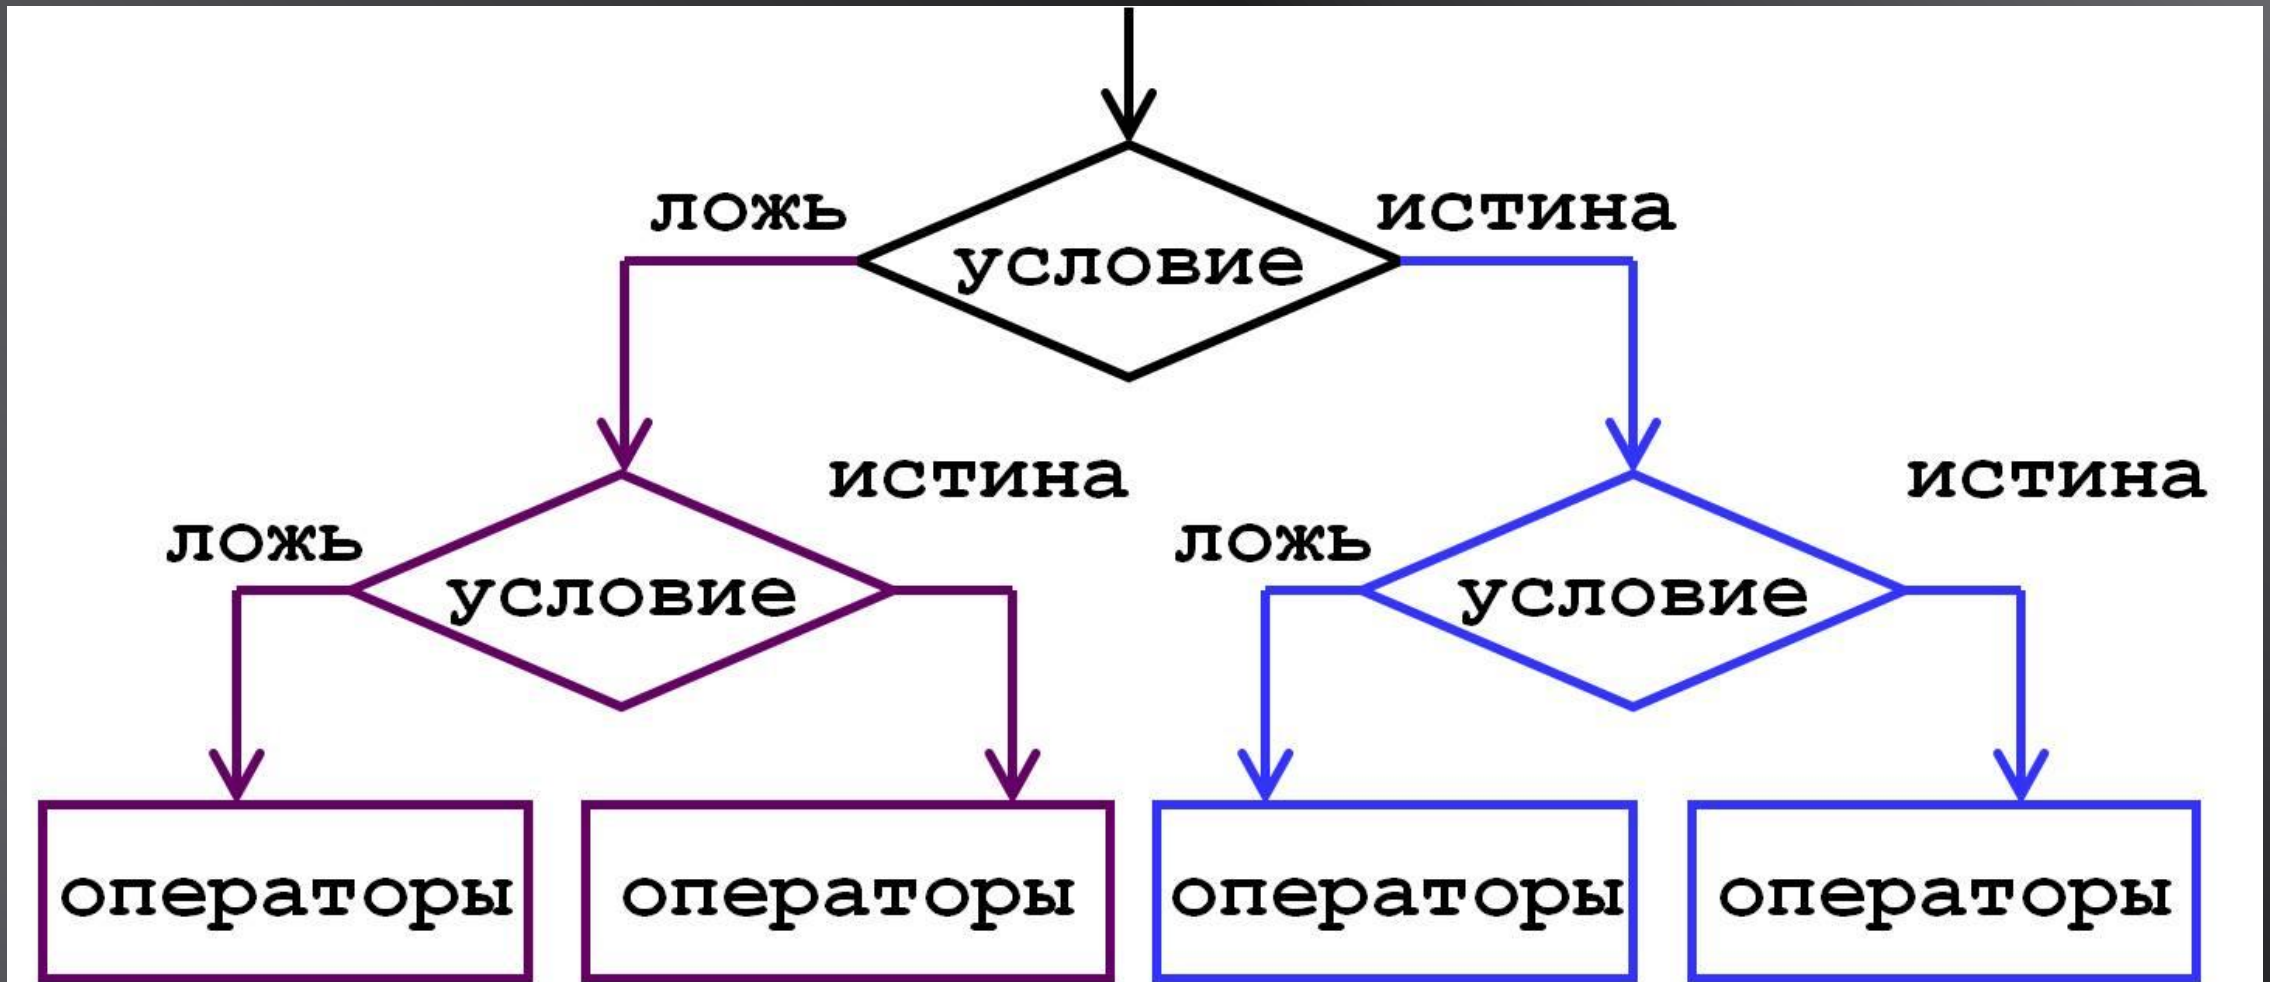 ложь
истина
условие
истина
истина
ложь
ложь
условие
условие
операторы
операторы
операторы
операторы